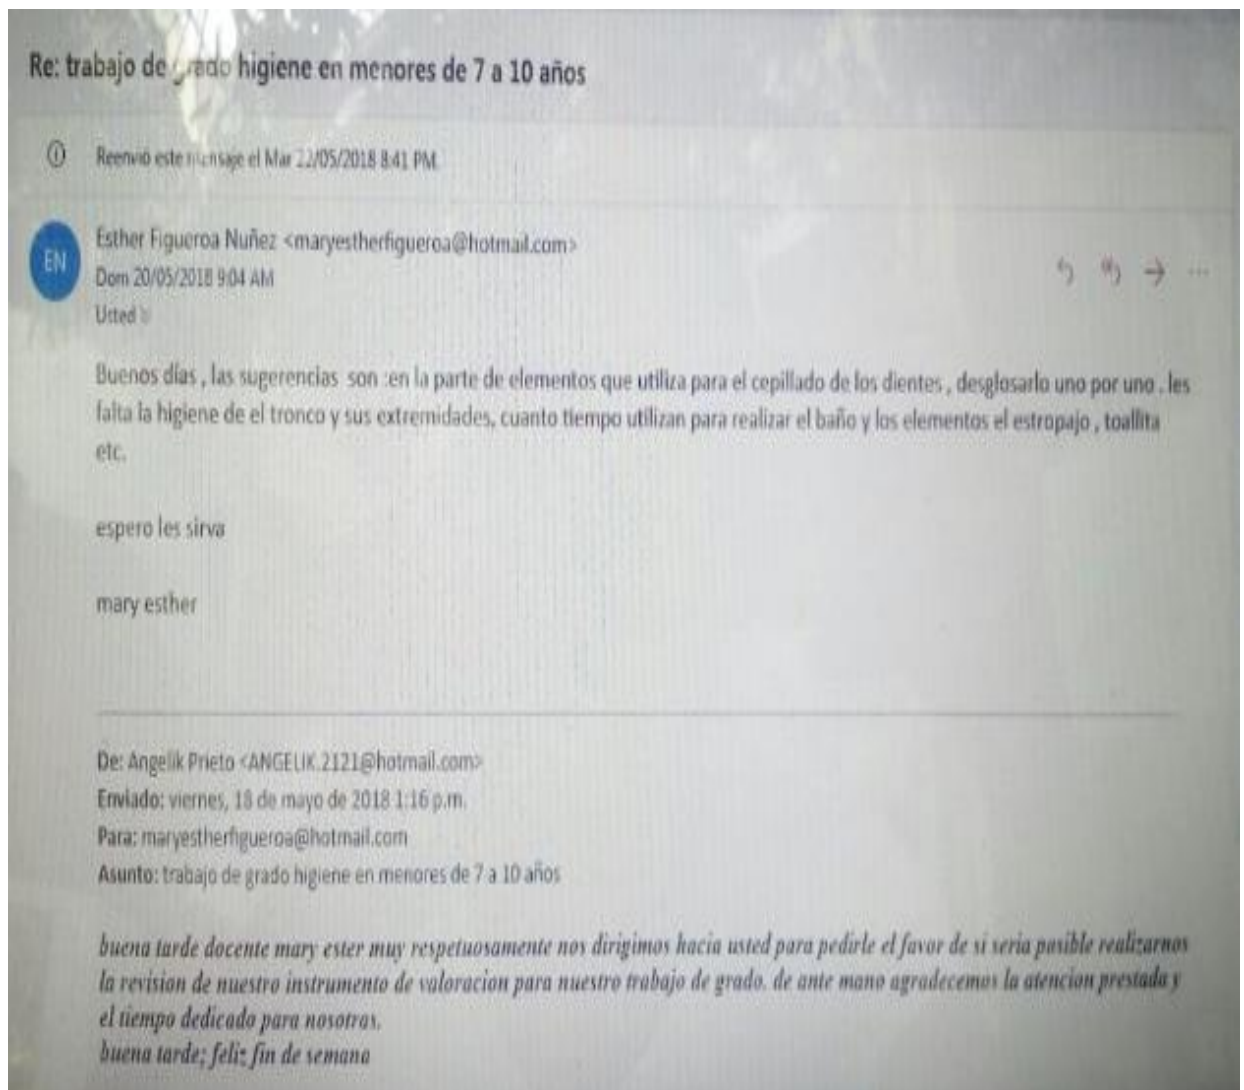 Re: trabajo de grado higiene en menores de 7 a 10 años
Reenvió este mensaje el Mar 22/05/2018 8:41 PM.
EN
Esther Figueroa Nuñez <maryestherfigueroa@hotmail.com>
Dom 20/05/2018 9:04 AM
Usted
Buenos días , las sugerencias son :en la parte de elementos que utiliza para el cepillado de los dientes , desglosarlo uno por uno . les
falta la higiene de el tronco y sus extremidades, cuanto tiempo utilizan para realizar el baño y los elementos el estropajo , toallita
etc.
espero les sirva
mary esther
De: Angelik Prieto <ANGELIK.2121@hotmail.com>
Enviado: viernes, 18 de mayo de 2018 1:16 p.m.
Para: maryestherfigueroa@hotmail.com
Asunto: trabajo de grado higiene en menores de 7 a 10 años
buena tarde docente mary ester muy respetuosamente nos dirigimos hacia usted para pedirle el favor de si seria posible realizarnos
la revision de nuestro instrumento de valoracion para nuestro trabajo de grado. de ante mano agradecemos la atencion prestada y
el tiempo dedicado para nosotras.
buena tarde; feliz fin de semana